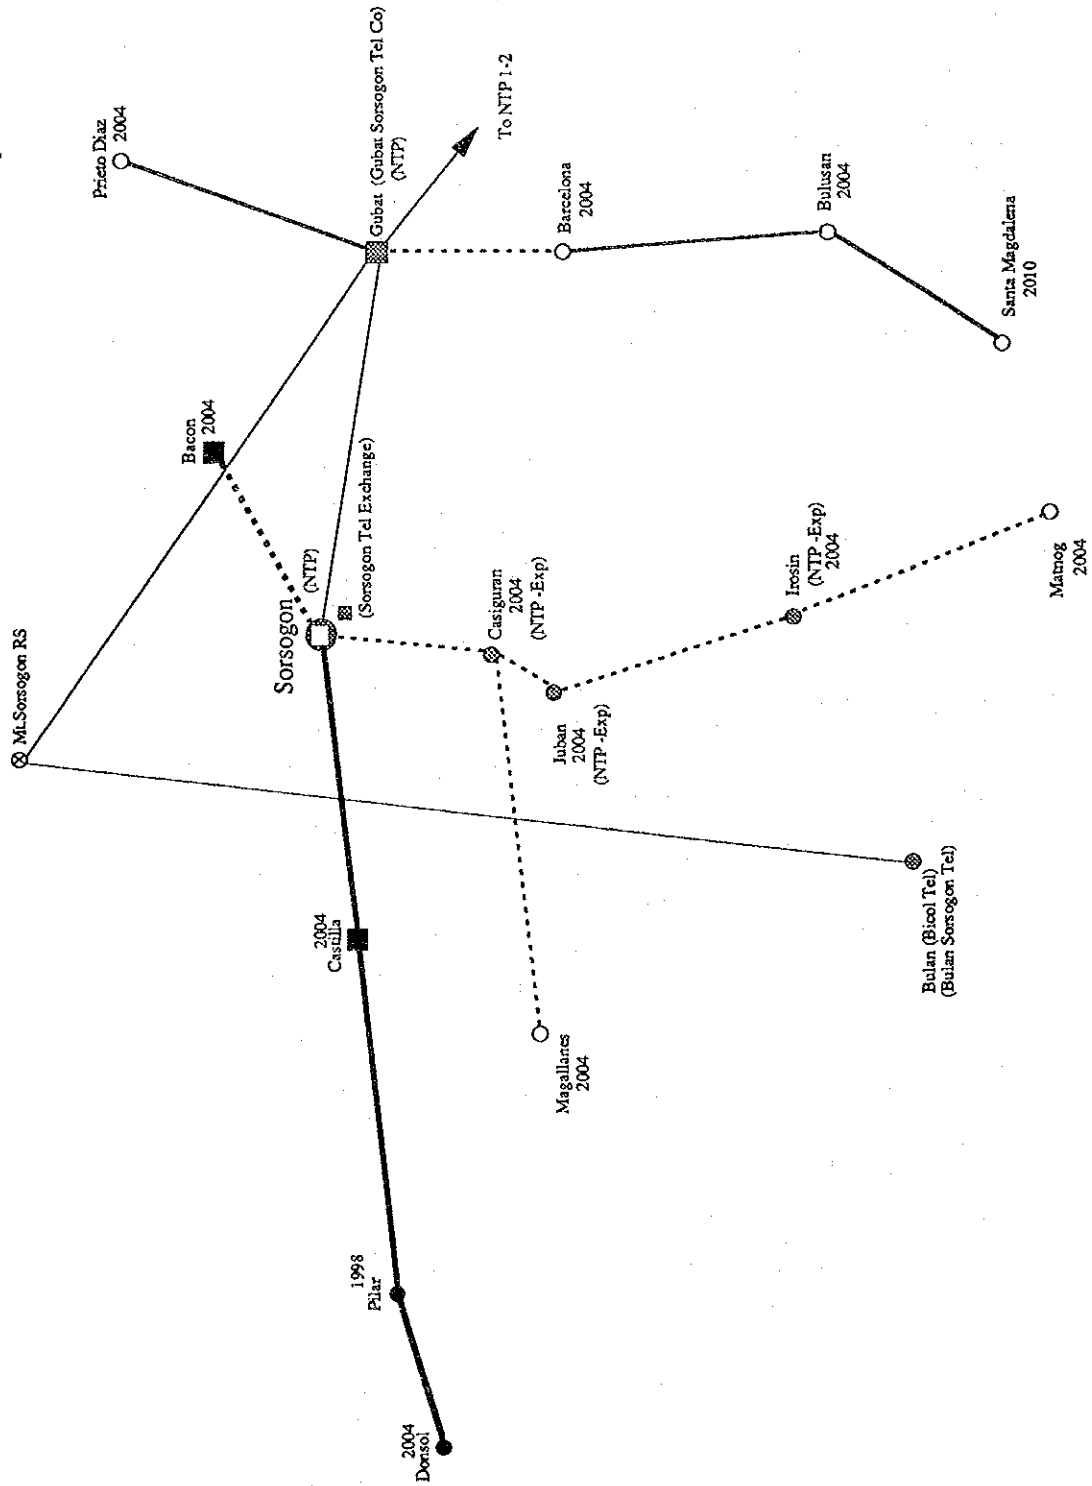 Mt.Sorsogon RS
Prieto Diaz
2004
Bacon
2004
Gubat (Gubat Sorsogon Tel Co)
(NTP)
To NTP 1-2
Sorsogon
(NTP)
(Sorsogon Tel Exchange)
2004
Castilla
1998
Pilar
2004
Donsol
Casiguran
2004
(NTP -Exp)
Juban
2004
(NTP -Exp)
Barcelona
2004
Magallanes
2004
Irosin
(NTP -Exp)
2004
Bulusan
2004
Bulan (Bicol Tel)
(Bulan Sorsogon Tel)
Matnog
2004
Santa Magdalena
2010